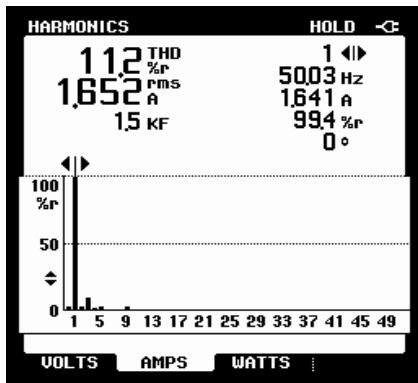 HARMONICS HOLD
11.2 THD %r 1
1.652 rms A 50.03 Hz
1.5 KF 1.641 A
99.4 %r
0 °
100
%r
50
0
1 5 9 13 17 21 25 29 33 37 41 45 49
VOLTS AMPS WATTS